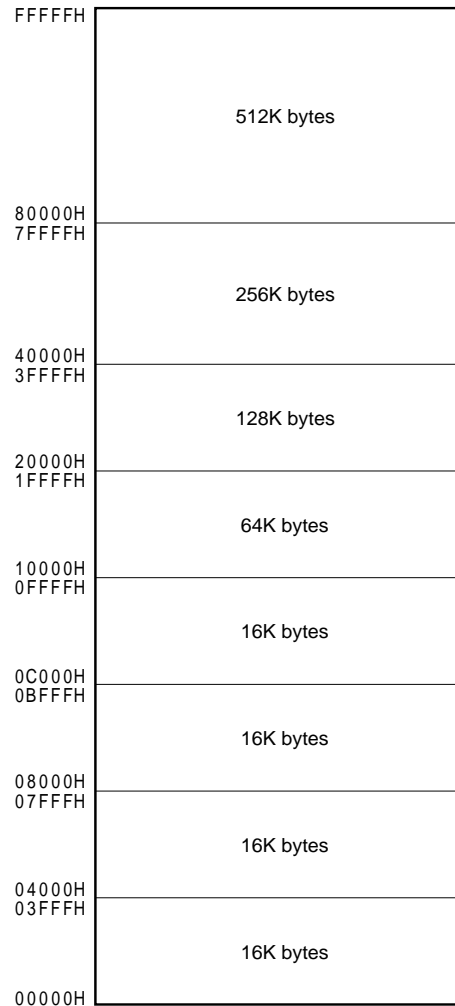 FFFFFH
512K bytes
80000H
7FFFFH
256K bytes
40000H
3FFFFH
128K bytes
20000H
1FFFFH
64K bytes
10000H
0FFFFH
16K bytes
0C000H
0BFFFH
16K bytes
08000H
07FFFH
16K bytes
04000H
03FFFH
16K bytes
00000H